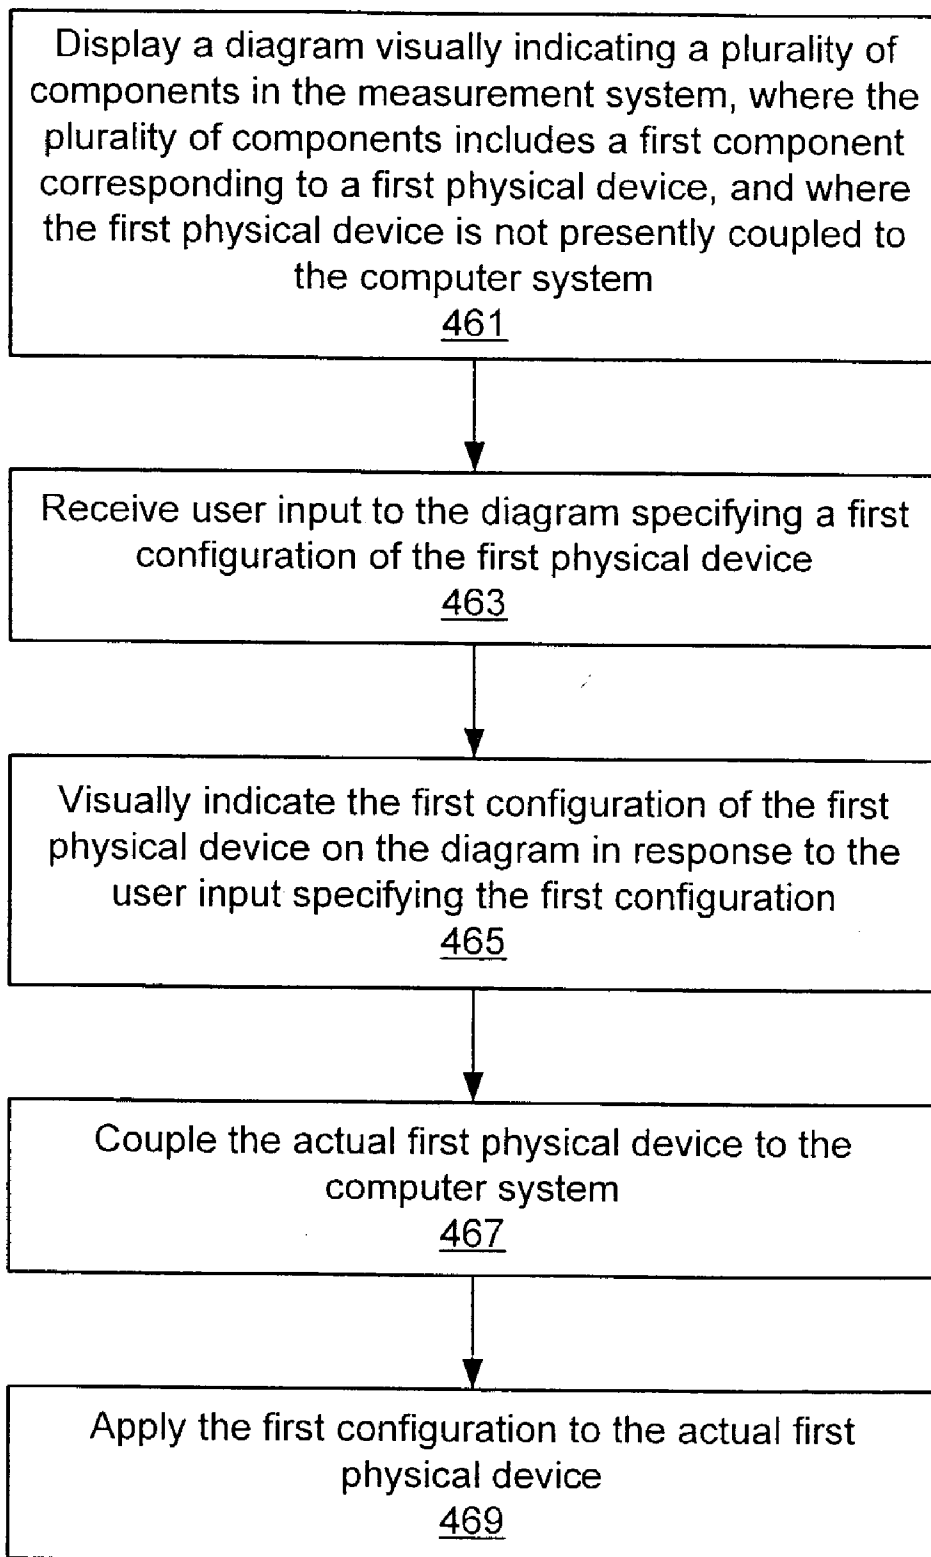 Display a diagram visually indicating a plurality of
components in the measurement system, where the
plurality of components includes a first component
corresponding to a first physical device, and where
the first physical device is not presently coupled to
the computer system
461
Receive user input to the diagram specifying a first
configuration of the first physical device
463
Visually indicate the first configuration of the first
physical device on the diagram in response to the
user input specifying the first configuration
465
Couple the actual first physical device to the
computer system
467
Apply the first configuration to the actual first
physical device
469